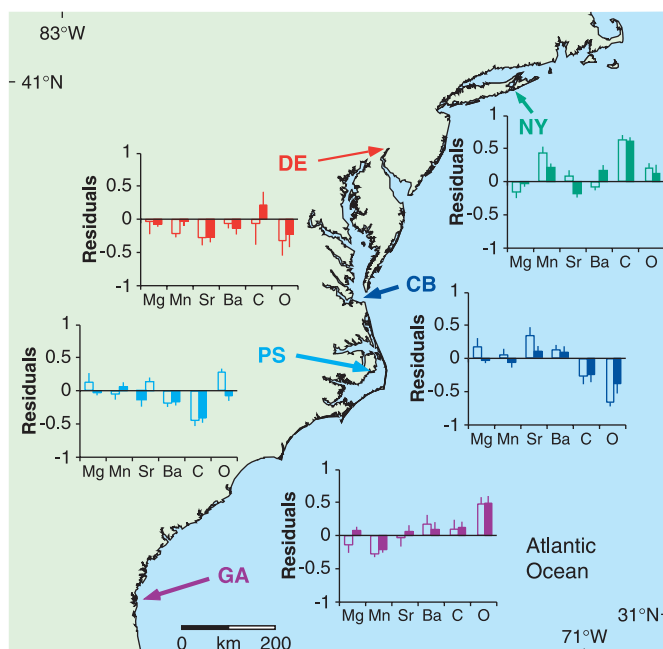 83°W
41°N
NY
DE
Residuals
1
0.5
0
-0.5
-1
Mg Mn Sr Ba C O
Residuals
1
0.5
0
-0.5
-1
Mg Mn Sr Ba C O
CB
PS
Residuals
1
0.5
0
-0.5
-1
Mg Mn Sr Ba C O
Residuals
1
0.5
0
-0.5
-1
Mg Mn Sr Ba C O
GA
Residuals
1
0.5
0
-0.5
-1
Mg Mn Sr Ba C O
Atlantic
Ocean
0 km 200
31°N
71°W